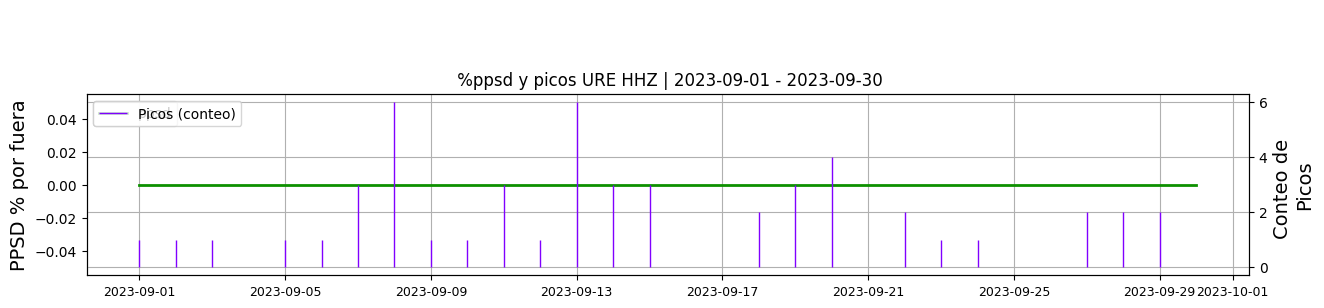 %ppsd y picos URE HHZ | 2023-09-01 - 2023-09-30
Picos (conteo)
PPSD % por fuera
0.04
0.02
0.00
−0.02
−0.04
6
4
2
0
Conteo de
Picos
2023-09-01 2023-09-05 2023-09-09 2023-09-13 2023-09-17 2023-09-21 2023-09-25 2023-09-29 2023-10-01